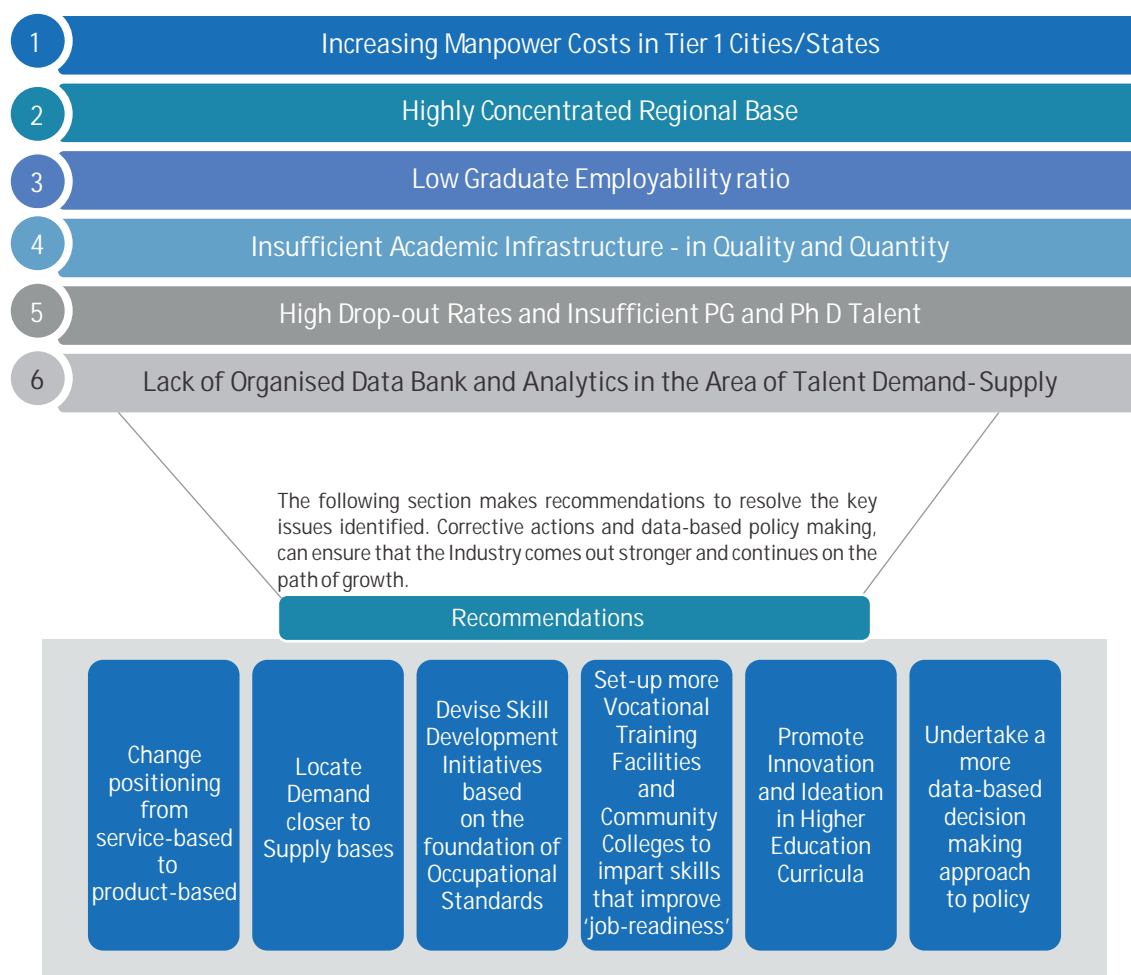 1
Increasing Manpower Costs in Tier 1 Cities/States
2
Highly Concentrated Regional Base
3
Low Graduate Employability ratio
4
Insufficient Academic Infrastructure - in Quality and Quantity
5
High Drop-out Rates and Insufficient PG and Ph D Talent
6
Lack of Organised Data Bank and Analytics in the Area of Talent Demand-Supply
The following section makes recommendations to resolve the key
issues identified. Corrective actions and data-based policy making,
can ensure that the Industry comes out stronger and continues on the
path of growth.
Recommendations
Change
positioning
from
service-based
to
product-based
Locate
Demand
closer to
Supply bases
Devise Skill
Development
Initiatives
based
on the
foundation of
Occupational
Standards
Set-up more
Vocational
Training
Facilities
and
Community
Colleges to
impart skills
that improve
‘job-readiness’
Promote
Innovation
and Ideation
in Higher
Education
Curricula
Undertake a
more
data-based
decision
making
approach
to policy